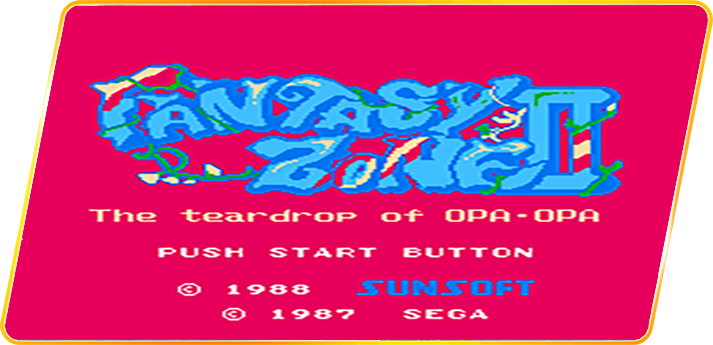 FANTASY
ZONE II
The teardrop of OPA-OPA
PUSH START BUTTON
© 1988 SUNSOFT
© 1987 SEGA